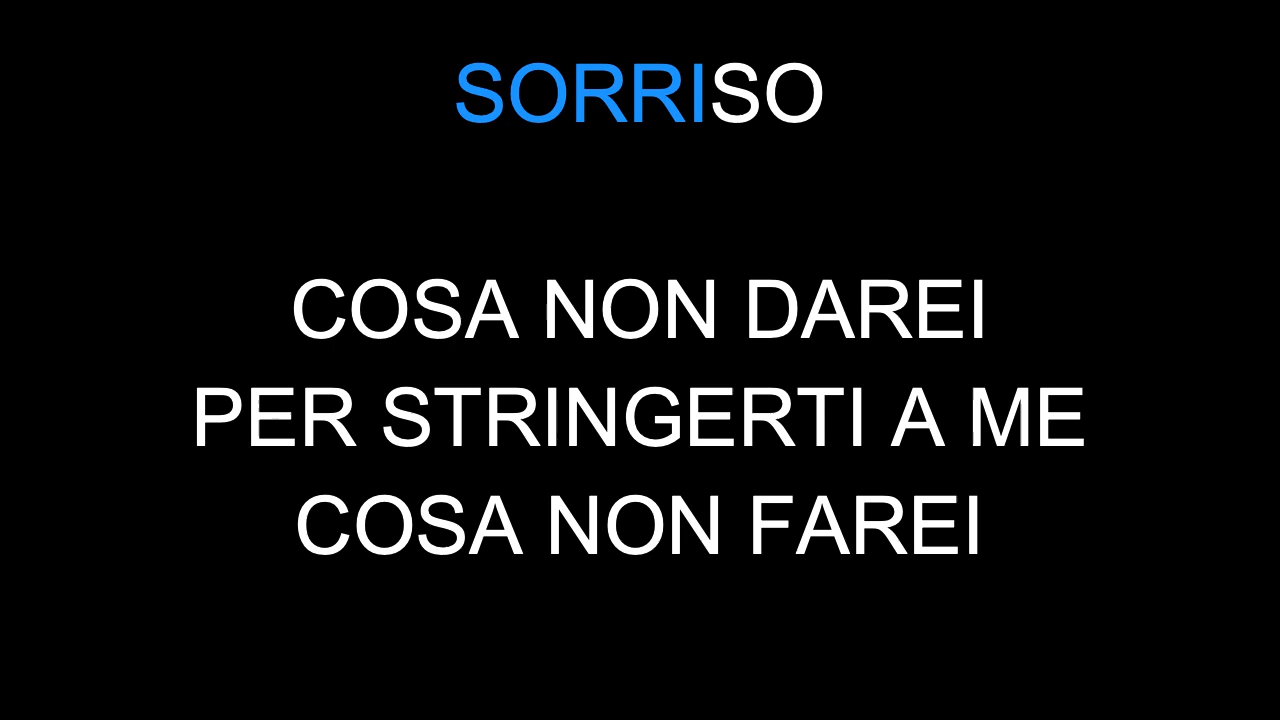 SORRISO
COSA NON DAREI
PER STRINGERTI A ME
COSA NON FAREI